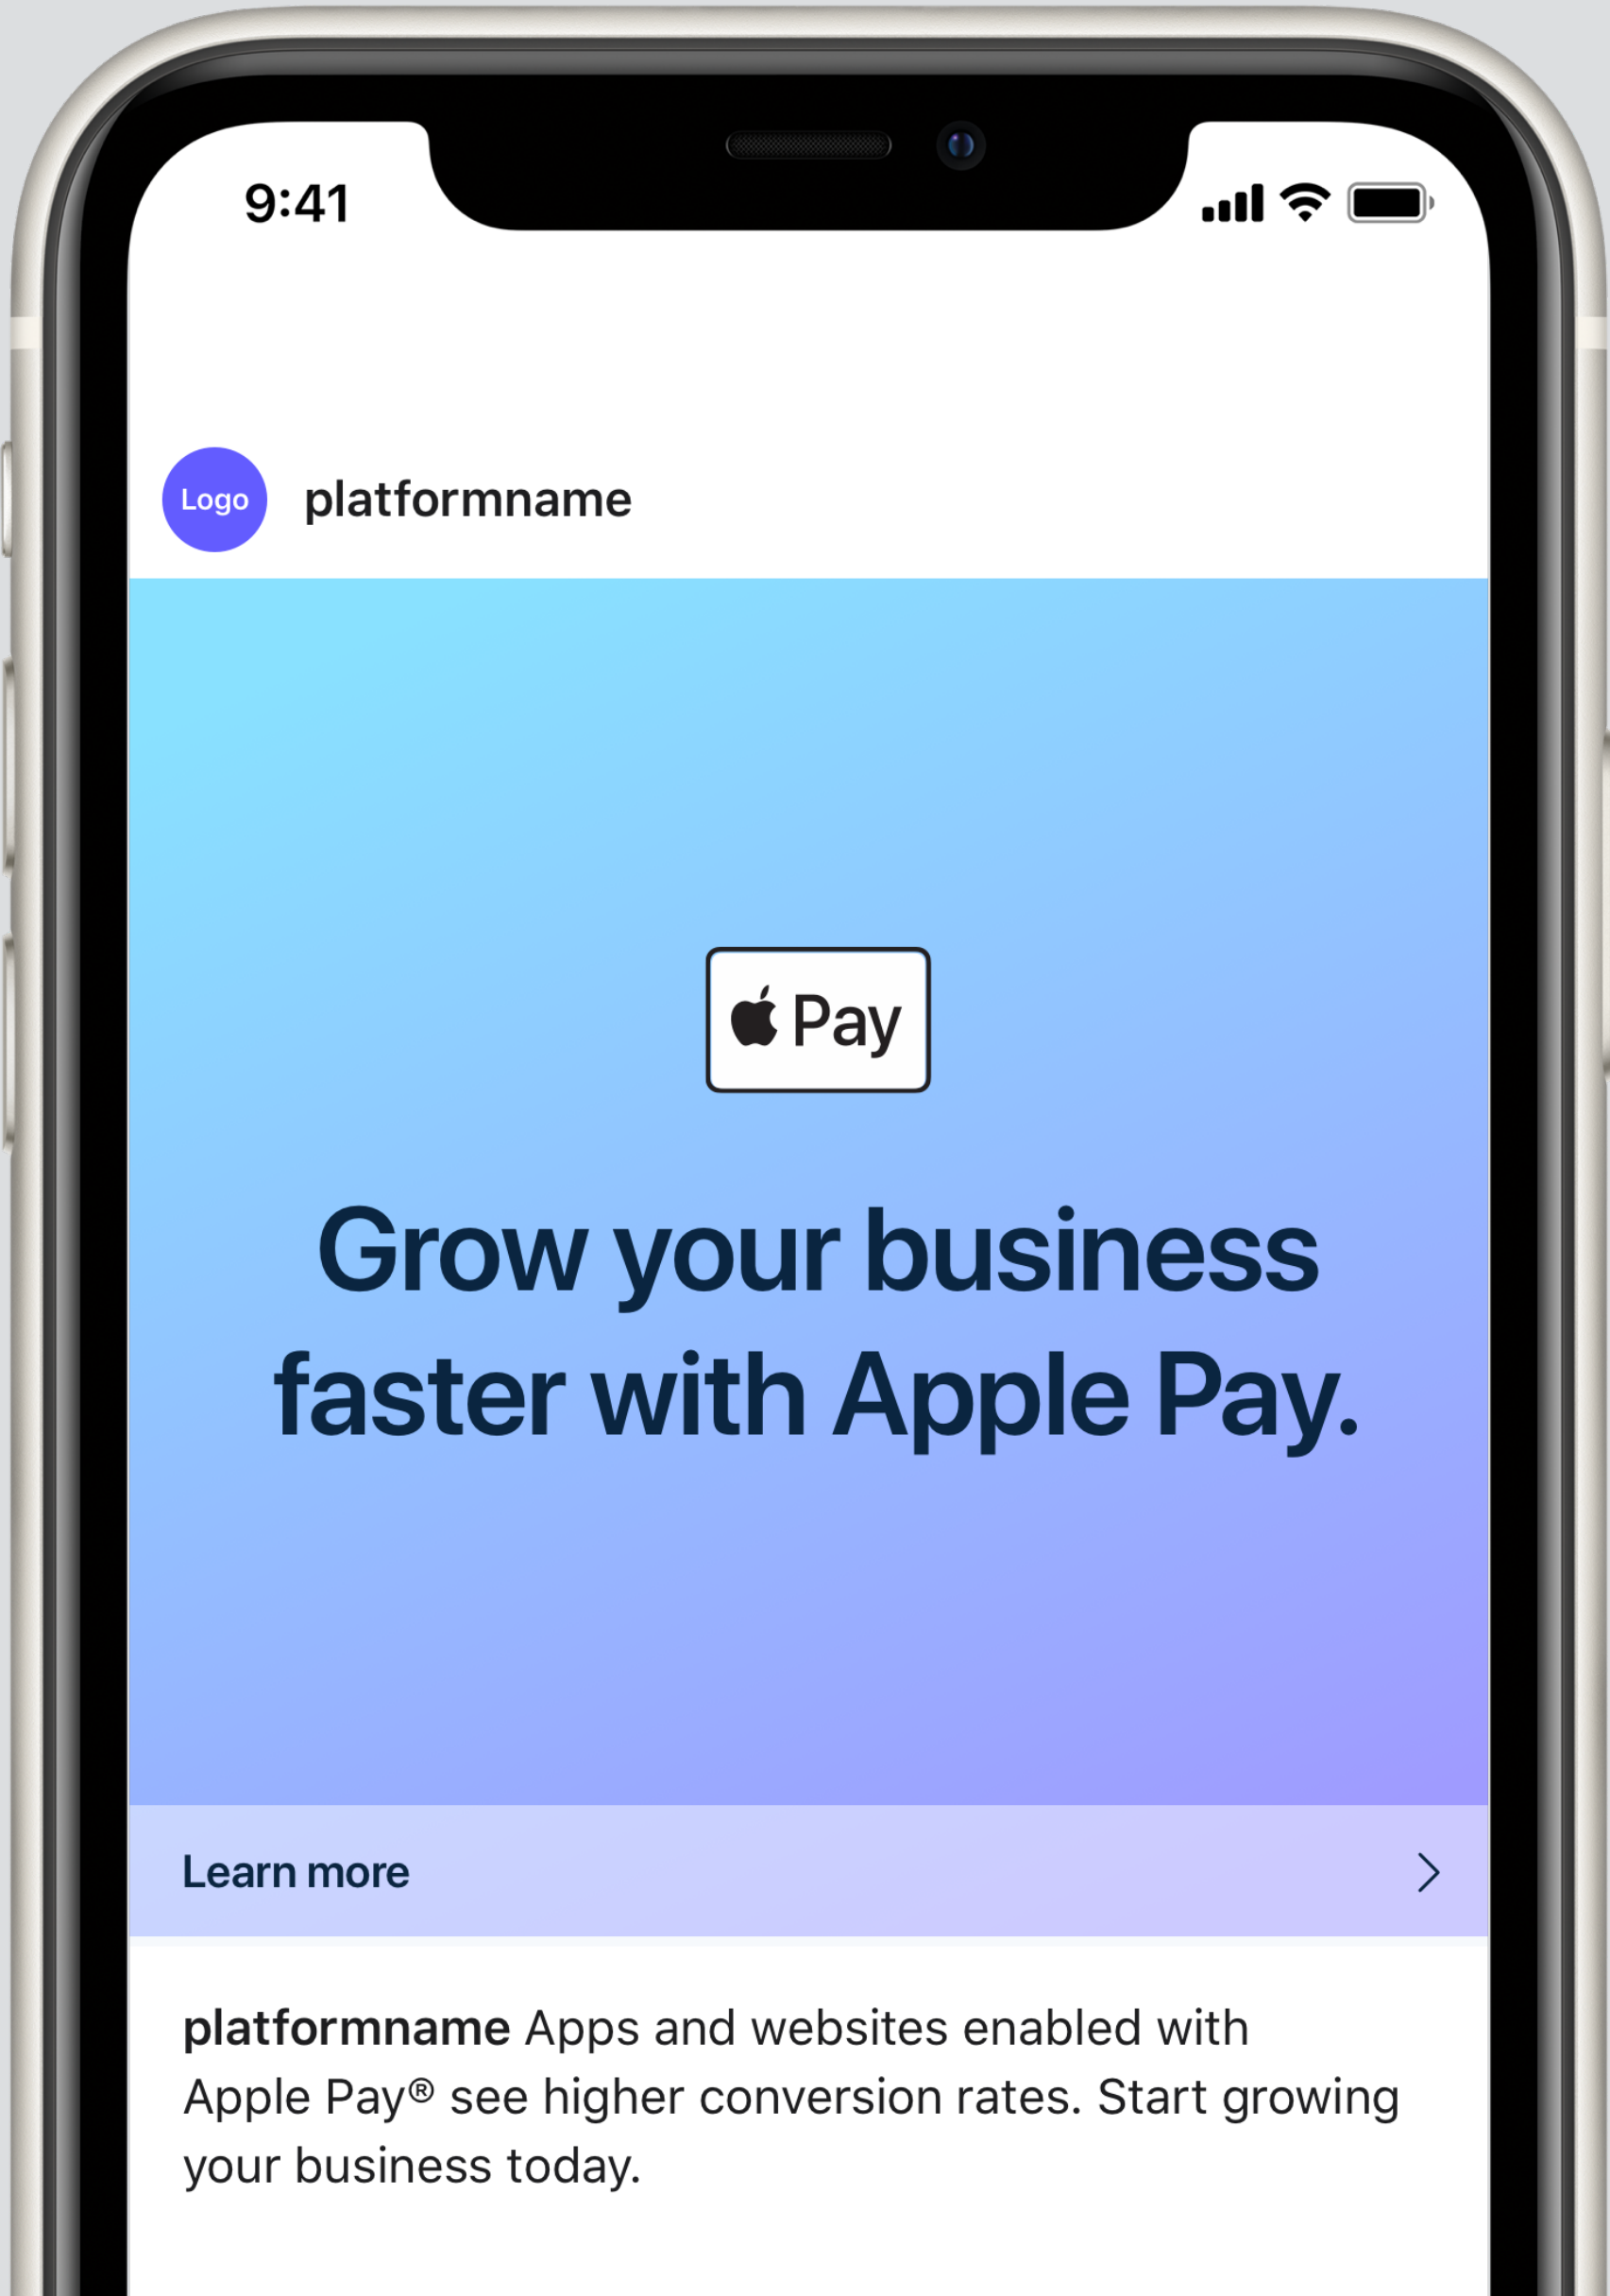 9:41
Logo
platformname
Pay
Grow your business
faster with Apple Pay.
Learn more
platformname Apps and websites enabled with
Apple Pay® see higher conversion rates. Start growing
your business today.